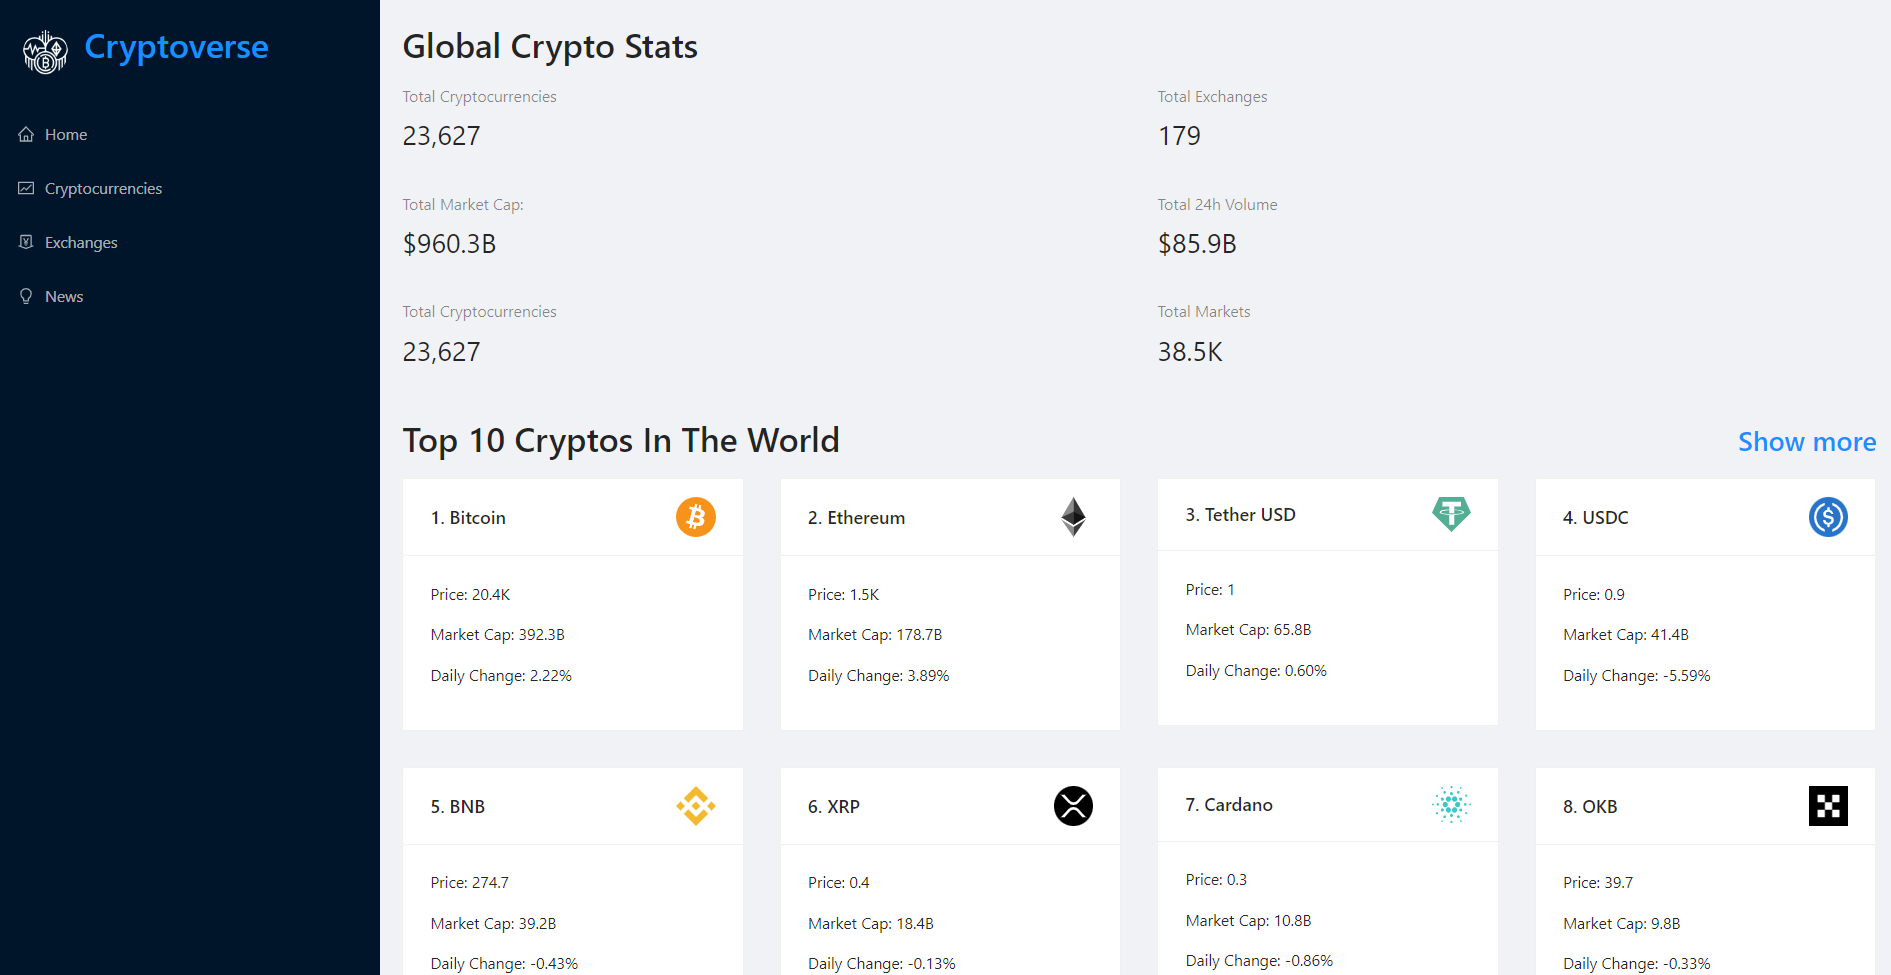 Cryptoverse
Home
Cryptocurrencies
Exchanges
News
Global Crypto Stats
Total Cryptocurrencies
23,627
Total Exchanges
179
Total Market Cap:
$960.3B
Total 24h Volume
$85.9B
Total Cryptocurrencies
23,627
Total Markets
38.5K
Top 10 Cryptos In The World
Show more
1. Bitcoin
Price: 20.4K
Market Cap: 392.3B
Daily Change: 2.22%
2. Ethereum
Price: 1.5K
Market Cap: 178.7B
Daily Change: 3.89%
3. Tether USD
Price: 1
Market Cap: 65.8B
Daily Change: 0.60%
4. USDC
Price: 0.9
Market Cap: 41.4B
Daily Change: -5.59%
5. BNB
Price: 274.7
Market Cap: 39.2B
Daily Change: -0.43%
6. XRP
Price: 0.4
Market Cap: 18.4B
Daily Change: -0.13%
7. Cardano
Price: 0.3
Market Cap: 10.8B
Daily Change: -0.86%
8. OKB
Price: 39.7
Market Cap: 9.8B
Daily Change: -0.33%